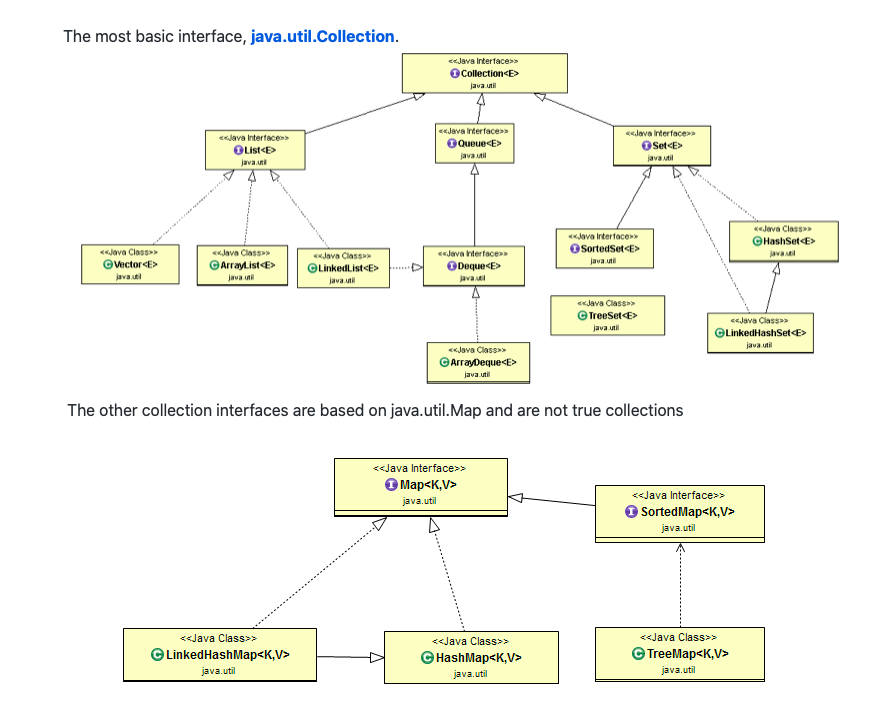 The most basic interface, java.util.Collection.
<<Java Interface>>
I Collection<E>
java.util
<<Java Interface>>
I List<E>
java.util
<<Java Interface>>
I Queue<E>
java.util
<<Java Interface>>
I Set<E>
java.util
<<Java Class>>
C Vector<E>
java.util
<<Java Class>>
C ArrayList<E>
java.util
<<Java Class>>
C LinkedList<E>
java.util
<<Java Interface>>
I Deque<E>
java.util
<<Java Interface>>
I SortedSet<E>
java.util
<<Java Class>>
C HashSet<E>
java.util
<<Java Class>>
C TreeSet<E>
java.util
<<Java Class>>
C LinkedHashSet<E>
java.util
<<Java Class>>
C ArrayDeque<E>
java.util
The other collection interfaces are based on java.util.Map and are not true collections
<<Java Interface>>
I Map<K,V>
java.util
<<Java Interface>>
I SortedMap<K,V>
java.util
<<Java Class>>
C LinkedHashMap<K,V>
java.util
<<Java Class>>
C HashMap<K,V>
java.util
<<Java Class>>
C TreeMap<K,V>
java.util